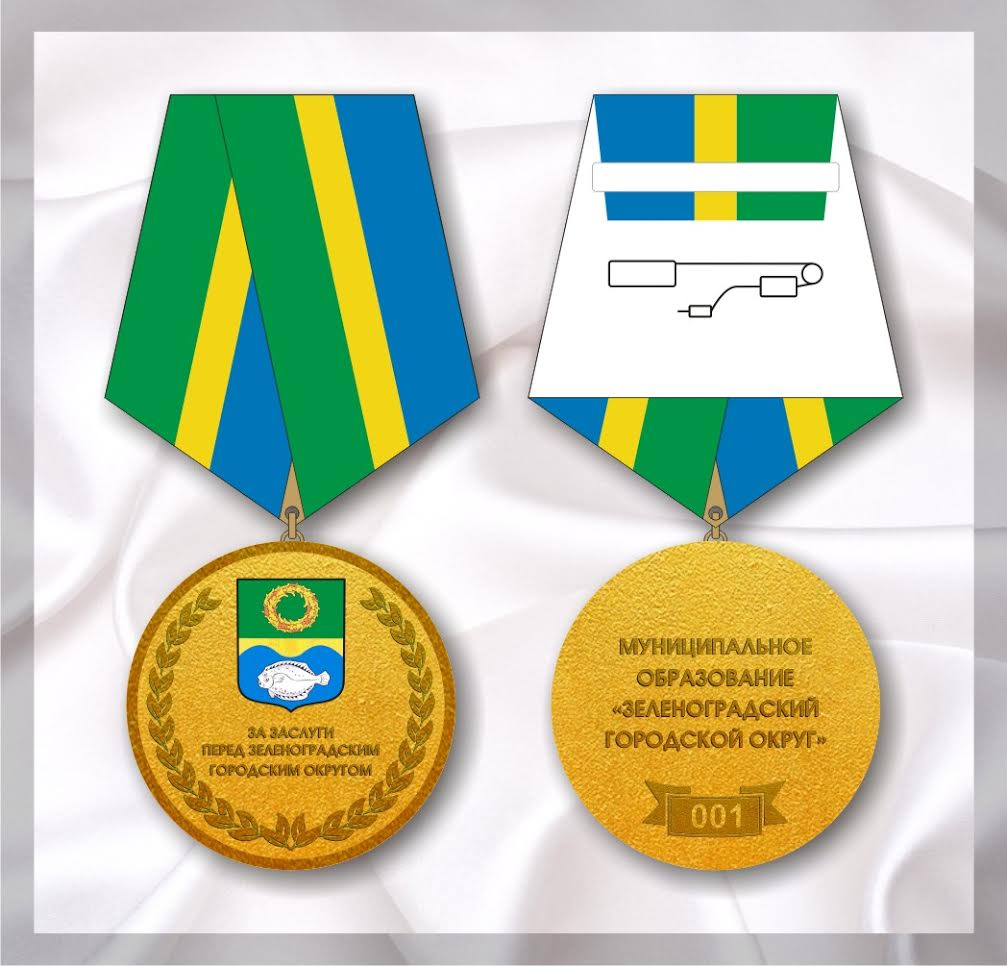 ЗА ЗАСЛУГИ
ПЕРЕД ЗЕЛЕНОГРАДСКИМ
ГОРОДСКИМ ОКРУГОМ
МУНИЦИПАЛЬНОЕ
ОБРАЗОВАНИЕ
«ЗЕЛЕНОГРАДСКИЙ
ГОРОДСКОЙ ОКРУГ»
001